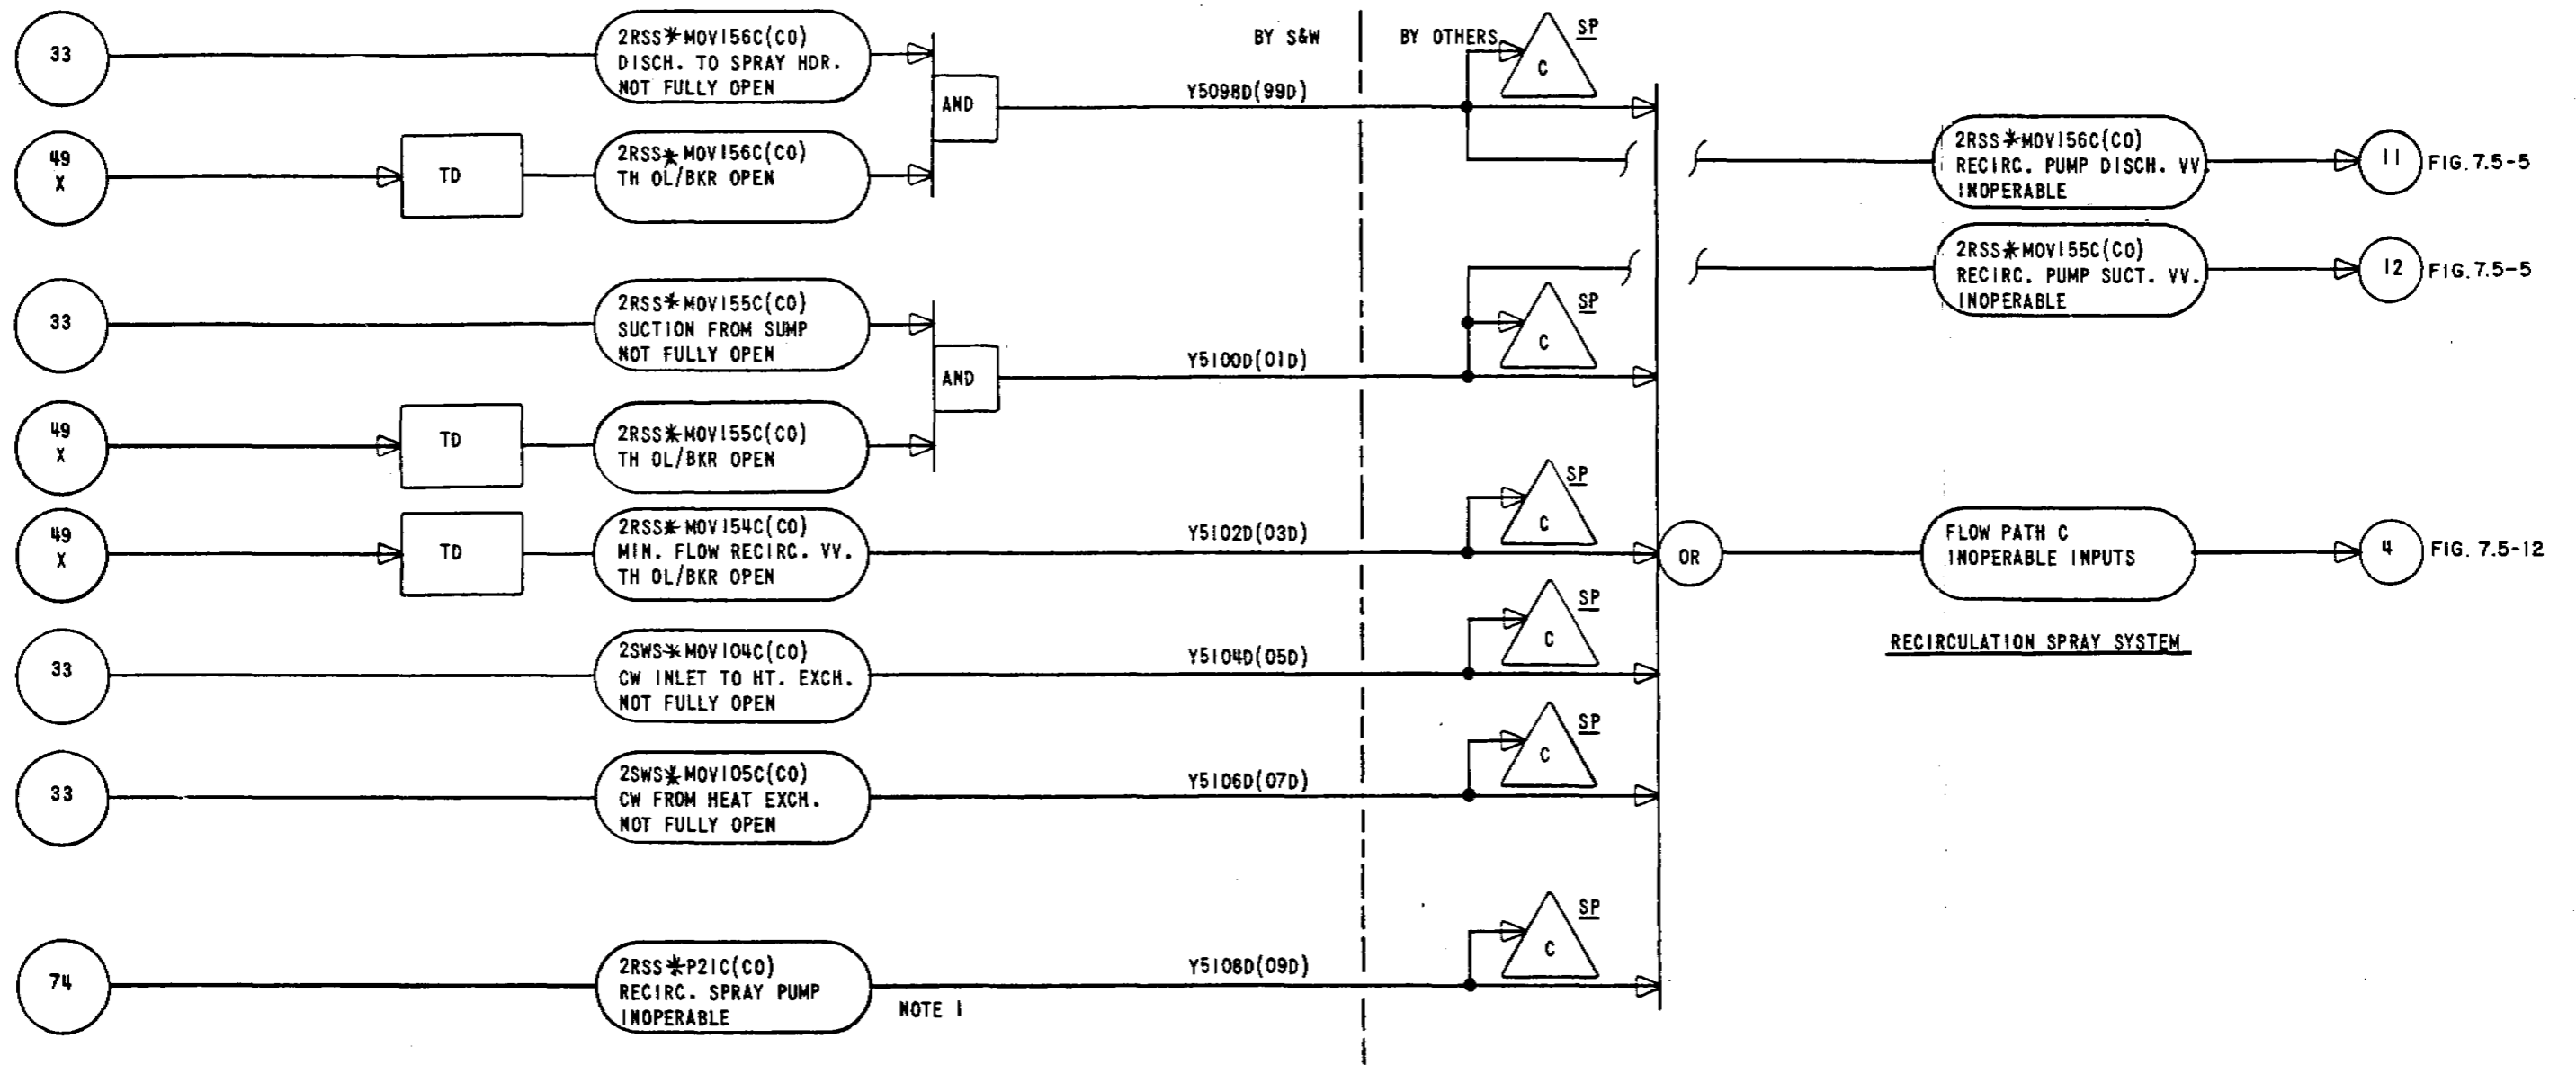 33
2RSS*MOV156C(CO)
DISCH. TO SPRAY HDR.
NOT FULLY OPEN
BY S&W
BY OTHERS
SP
C
AND
Y5098D(99D)
49
X
TD
2RSS*MOV156C(CO)
TH OL/BKR OPEN
2RSS*MOV156C(CO)
RECIRC. PUMP DISCH. VV.
INOPERABLE
11
FIG. 7.5-5
2RSS*MOV155C(CO)
RECIRC. PUMP SUCT. VV.
INOPERABLE
12
FIG. 7.5-5
33
2RSS*MOV155C(CO)
SUCTION FROM SUMP
NOT FULLY OPEN
SP
C
AND
Y5100D(01D)
49
X
TD
2RSS*MOV155C(CO)
TH OL/BKR OPEN
49
X
TD
2RSS*MOV154C(CO)
MIN. FLOW RECIRC. VV.
TH OL/BKR OPEN
Y5102D(03D)
SP
C
OR
FLOW PATH C
INOPERABLE INPUTS
4
FIG. 7.5-12
RECIRCULATION SPRAY SYSTEM
33
2SWS*MOV104C(CO)
CW INLET TO HT. EXCH.
NOT FULLY OPEN
Y5104D(05D)
SP
C
33
2SWS*MOV105C(CO)
CW FROM HEAT EXCH.
NOT FULLY OPEN
Y5106D(07D)
SP
C
74
2RSS*P21C(CO)
RECIRC. SPRAY PUMP
INOPERABLE
NOTE 1
Y5108D(09D)
SP
C